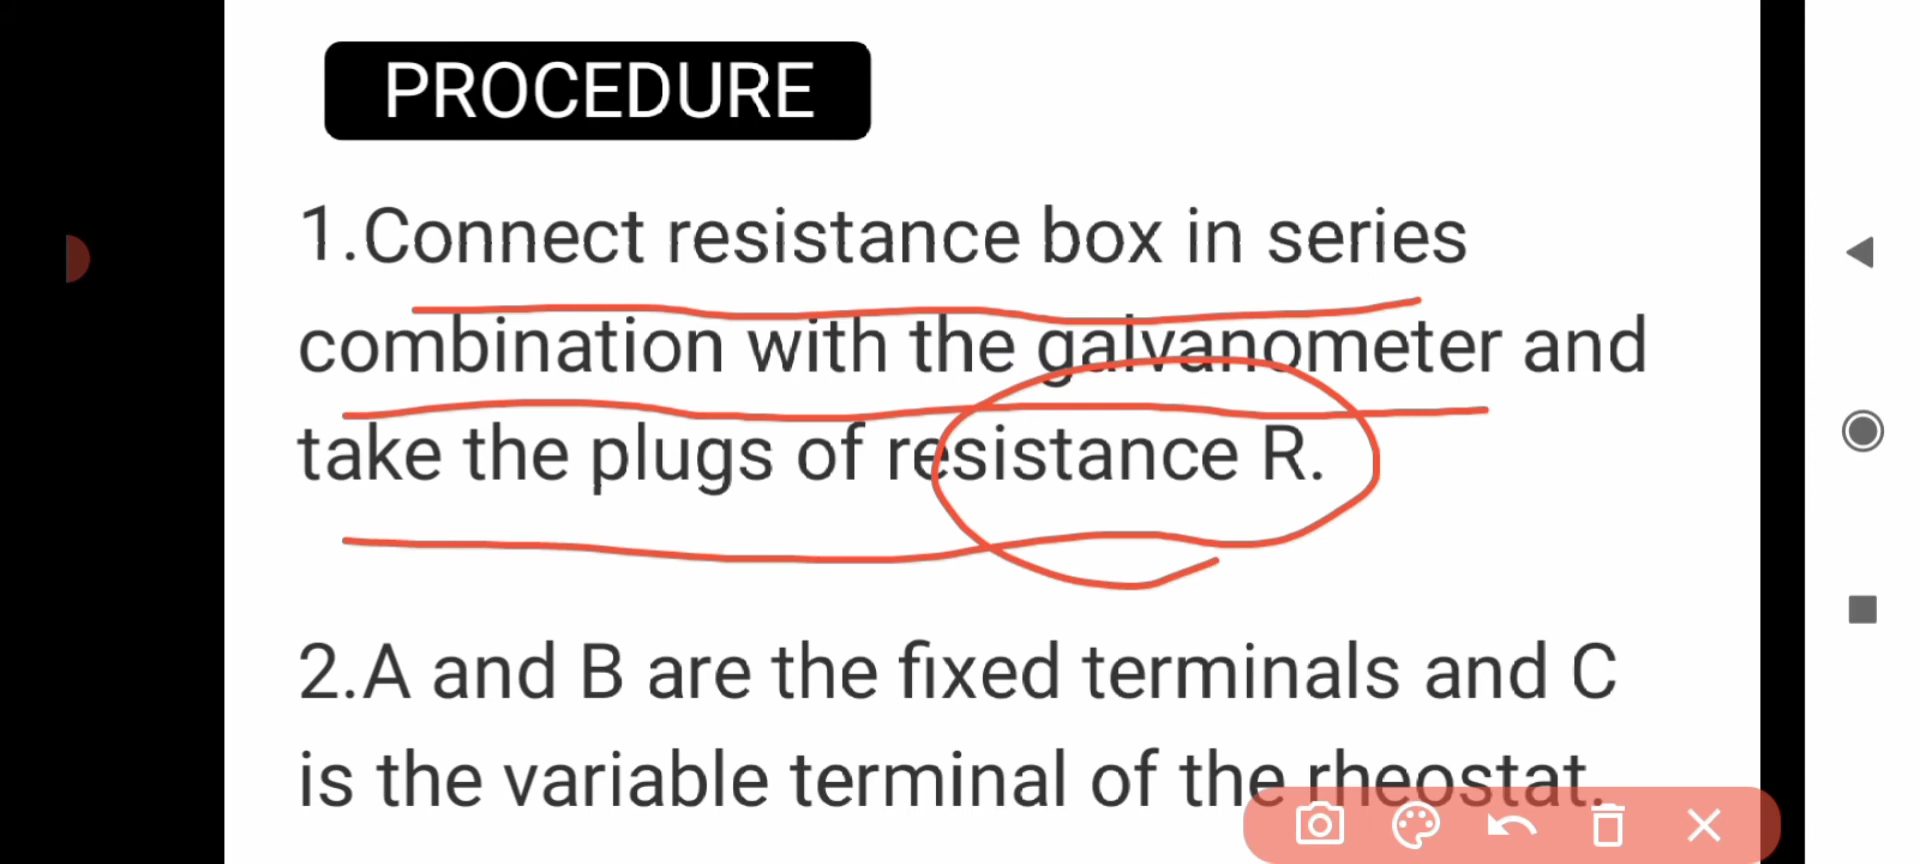 PROCEDURE
1.Connect resistance box in series
combination with the galvanometer and
take the plugs of resistance R.
2.A and B are the fixed terminals and C
is the variable terminal of the rheostat.